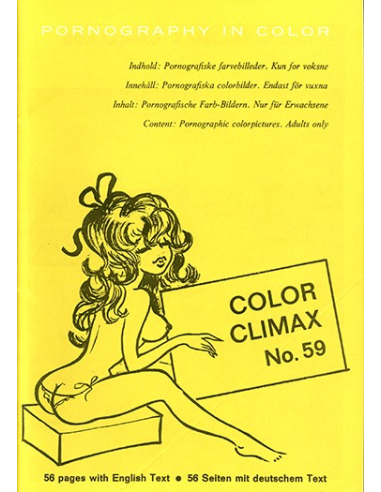 PORNOGRAPHY IN COLOR
Indhold: Pornografiske farvebilleder. Kun for voksne
Innehåll: Pornografiska colorbilder. Endast för vuxna
Inhalt: Pornografische Farb-Bildern. Nur für Erwachsene
Content: Pornographic colorpictures. Adults only
COLOR
CLIMAX
No. 59
56 pages with English Text ● 56 Seiten mit deutschem Text